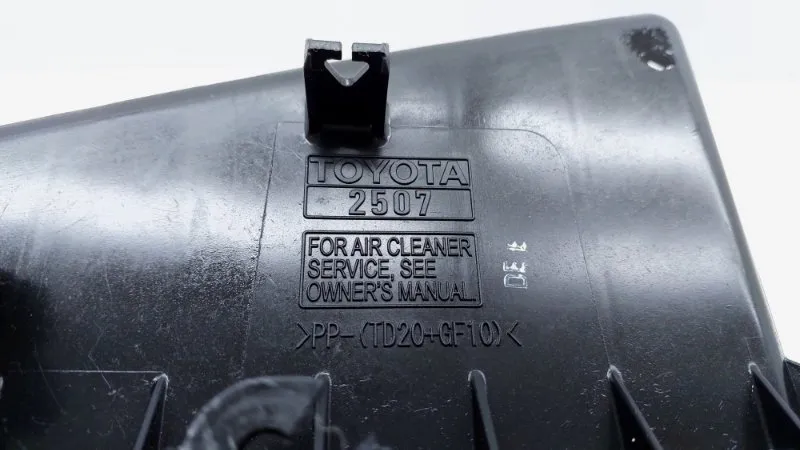 TOYOTA
2507
FOR AIR CLEANER
SERVICE, SEE
OWNER'S MANUAL.
>PP-(TD20+GF10)<